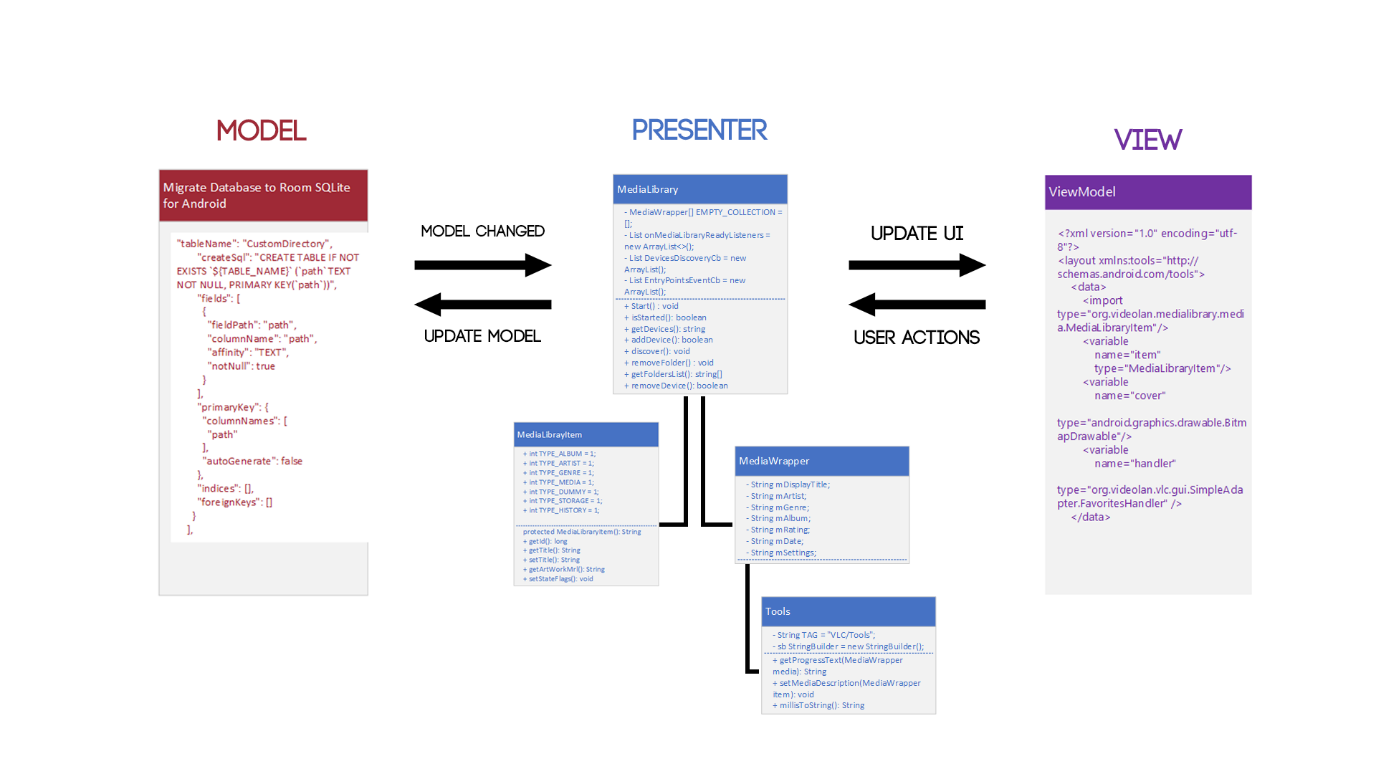 MODEL
Migrate Database to Room SQLite
for Android
"tableName": "CustomDirectory",
"createSql": "CREATE TABLE IF NOT
EXISTS `${TABLE_NAME}` (`path` TEXT
NOT NULL, PRIMARY KEY(`path`))",
"fields": [
{
"fieldPath": "path",
"columnName": "path",
"affinity": "TEXT",
"notNull": true
}
],
"primaryKey": {
"columnNames": [
"path"
],
"autoGenerate": false
},
"indices": [],
"foreignKeys": []
}
],
MODEL CHANGED
UPDATE MODEL
PRESENTER
MediaLibrary
- MediaWrapper[] EMPTY_COLLECTION =
[];
- List onMediaLibraryReadyListeners =
new ArrayList<>();
- List DevicesDiscoveryCb = new
ArrayList();
- List EntryPointsEventCb = new
ArrayList();
+ Start() : void
+ isStarted(): boolean
+ getDevices(): string
+ addDevice(): boolean
+ discover(): void
+ removeFolder() : void
+ getFoldersList(): string[]
+ removeDevice(): boolean
MediaLibrayItem
+ int TYPE_ALBUM = 1;
+ int TYPE_ARTIST = 1;
+ int TYPE_GENRE = 1;
+ int TYPE_MEDIA = 1;
+ int TYPE_DUMMY = 1;
+ int TYPE_STORAGE = 1;
+ int TYPE_HISTORY = 1;
protected MediaLibraryItem(): String
+ getId(): long
+ getTitle(): String
+ setTitle(): String
+ getArtWorkMrl(): String
+ setStateFlags(): void
MediaWrapper
- String mDisplayTitle;
- String mArtist;
- String mGenre;
- String mAlbum;
- String mRating;
- String mDate;
- String mSettings;
Tools
- String TAG = "VLC/Tools";
- sb StringBuilder = new StringBuilder();
+ getProgressText(MediaWrapper
media): String
+ setMediaDescription(MediaWrapper
item): void
+ millisToString(): String
UPDATE UI
USER ACTIONS
VIEW
ViewModel
<?xml version="1.0" encoding="utf-
8"?>
<layout xmlns:tools="http://
schemas.android.com/tools">
<data>
<import
type="org.videolan.medialibrary.medi
a.MediaLibraryItem"/>
<variable
name="item"
type="MediaLibraryItem"/>
<variable
name="cover"
type="android.graphics.drawable.Bitm
apDrawable"/>
<variable
name="handler"
type="org.videolan.vlc.gui.SimpleAda
pter.FavoritesHandler" />
</data>